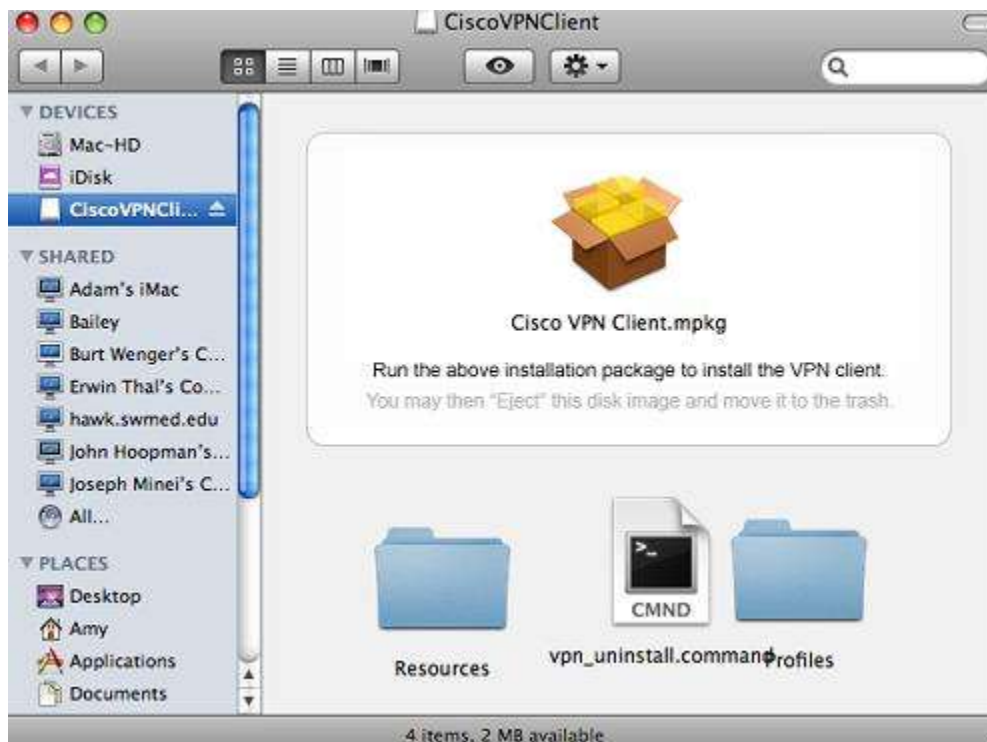 CiscoVPNClient
DEVICES
Mac-HD
iDisk
CiscoVPNCli...
SHARED
Adam's iMac
Bailey
Burt Wenger's C...
Erwin Thal's Co...
hawk.swmed.edu
John Hoopman's...
Joseph Minei's C...
All...
PLACES
Desktop
Amy
Applications
Documents
Cisco VPN Client.mpkg
Run the above installation package to install the VPN client.
You may then "Eject" this disk image and move it to the trash.
CMND
Resources
vpn_uninstall.command
Profiles
4 items, 2 MB available